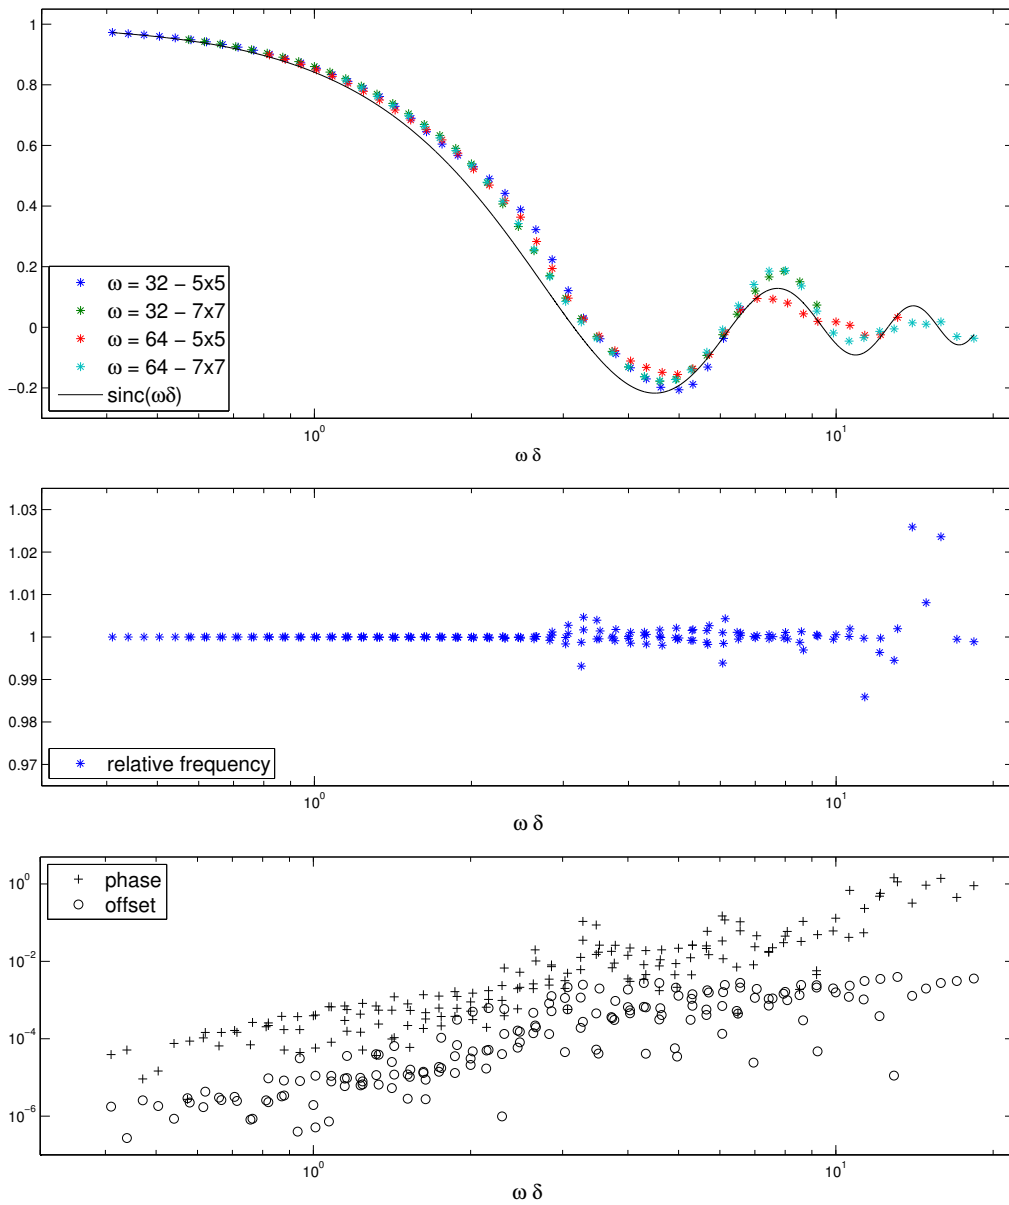 1
0.8
0.6
0.4
0.2
0
−0.2
ω = 32 − 5x5
ω = 32 − 7x7
ω = 64 − 5x5
ω = 64 − 7x7
sinc(ωδ)
10⁰
10¹
ω δ
1.03
1.02
1.01
1
0.99
0.98
0.97
relative frequency
10⁰
10¹
ω δ
10⁰
10⁻²
10⁻⁴
10⁻⁶
phase
offset
10⁰
10¹
ω δ